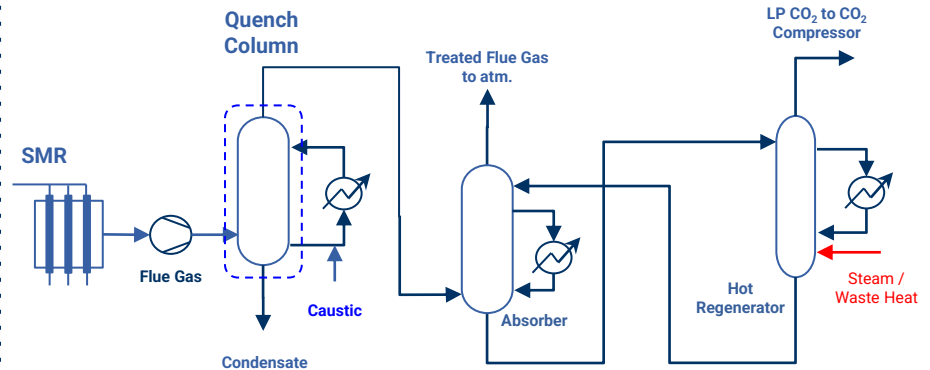 Quench
Column
LP CO₂ to CO₂
Compressor
Treated Flue Gas
to atm.
SMR
Flue Gas
Caustic
Condensate
Absorber
Hot
Regenerator
Steam /
Waste Heat